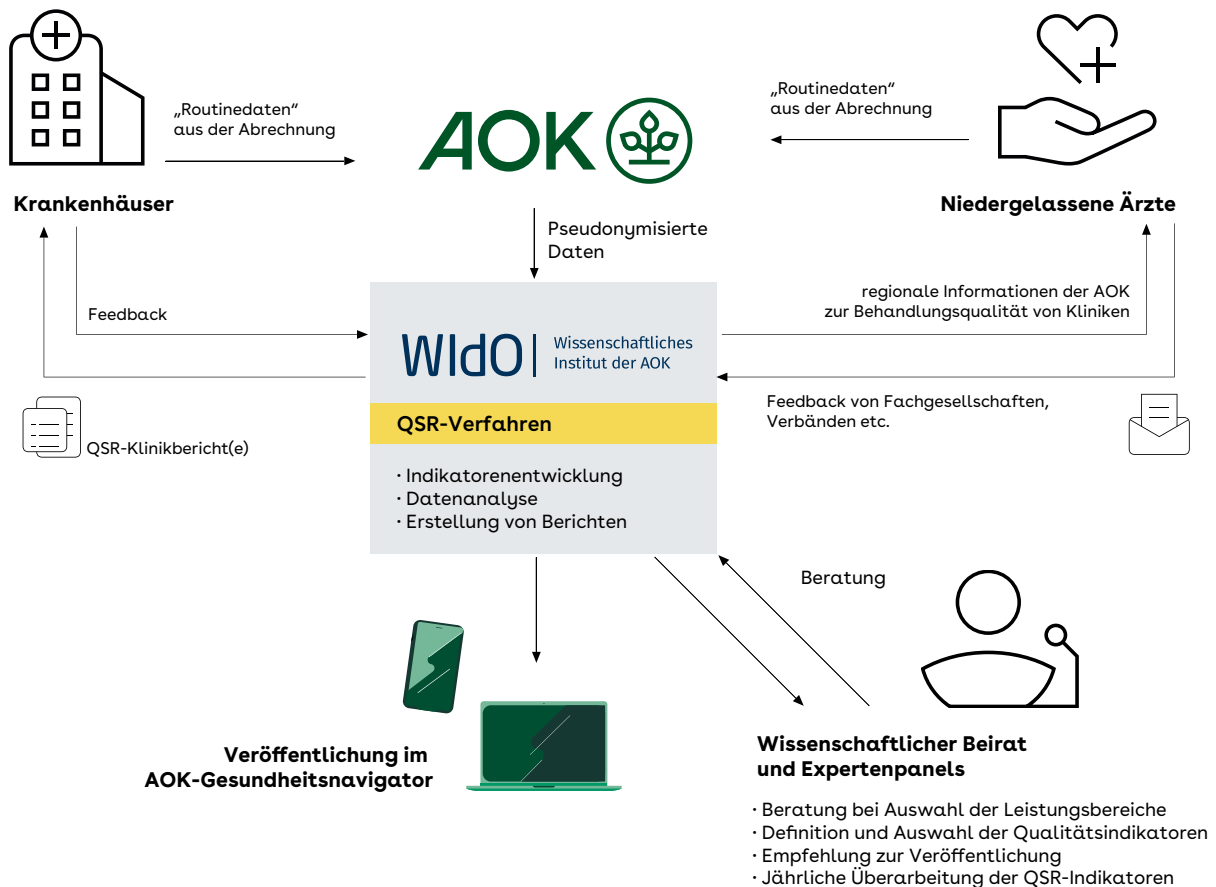 „Routinedaten“
aus der Abrechnung
AOK
„Routinedaten“
aus der Abrechnung
Krankenhäuser
Niedergelassene Ärzte
Pseudonymisierte
Daten
Feedback
regionale Informationen der AOK
zur Behandlungsqualität von Kliniken
WIdO
Wissenschaftliches
Institut der AOK
QSR-Klinikbericht(e)
Feedback von Fachgesellschaften,
Verbänden etc.
QSR-Verfahren
· Indikatorenentwicklung
· Datenanalyse
· Erstellung von Berichten
Beratung
Veröffentlichung im
AOK-Gesundheitsnavigator
Wissenschaftlicher Beirat
und Expertenpanels
· Beratung bei Auswahl der Leistungsbereiche
· Definition und Auswahl der Qualitätsindikatoren
· Empfehlung zur Veröffentlichung
· Jährliche Überarbeitung der QSR-Indikatoren